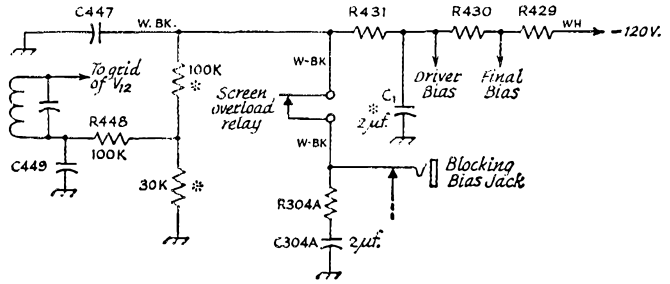 C447
W. BK.
R431
R430
R429
WH
-120V.
To grid
of V12
100K
*
W-BK
Screen
overload
relay
C1
*
2µf.
Driver
Bias
Final
Bias
R448
100K
W-BK
C449
30K *
Blocking
Bias Jack
R304A
C304A
2µf.